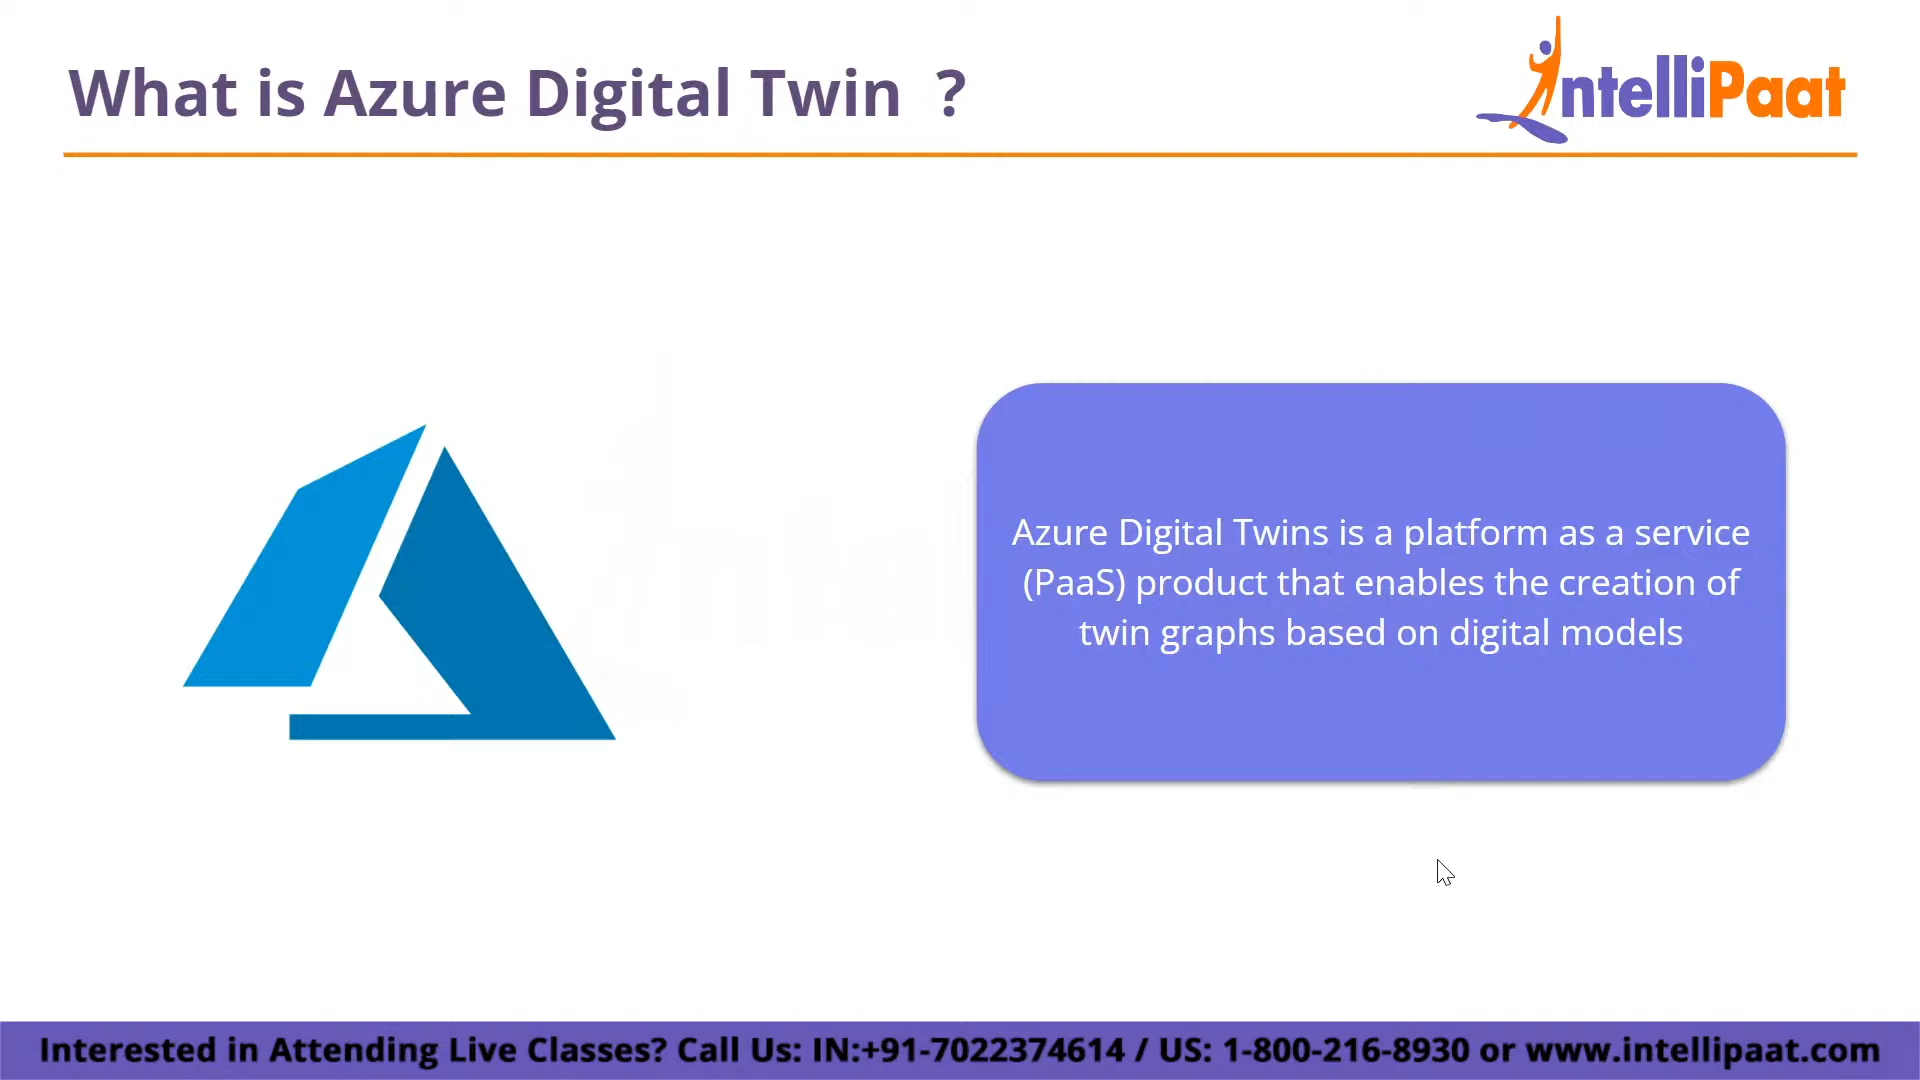 What is Azure Digital Twin ?
IntelliPaat
Azure Digital Twins is a platform as a service
(PaaS) product that enables the creation of
twin graphs based on digital models
Interested in Attending Live Classes? Call Us: IN:+91-7022374614 / US: 1-800-216-8930 or www.intellipaat.com